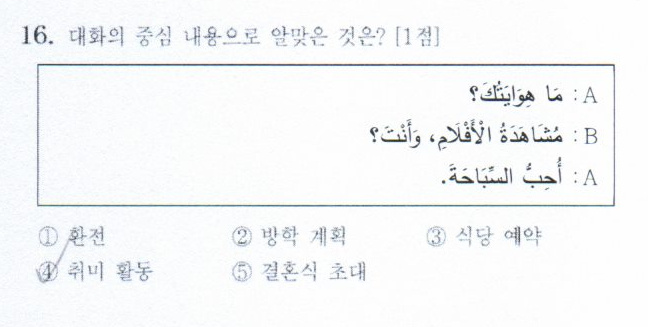 16. 대화의 중심 내용으로 알맞은 것은? [1점]
A : مَا هِوَايَتُكَ؟
B : مُشَاهَدَةُ الْأَفْلَامِ، وَأَنْتَ؟
A : أُحِبُّ السِّبَاحَةَ.
① 환전 ② 방학 계획 ③ 식당 예약
④ 취미 활동 ⑤ 결혼식 초대